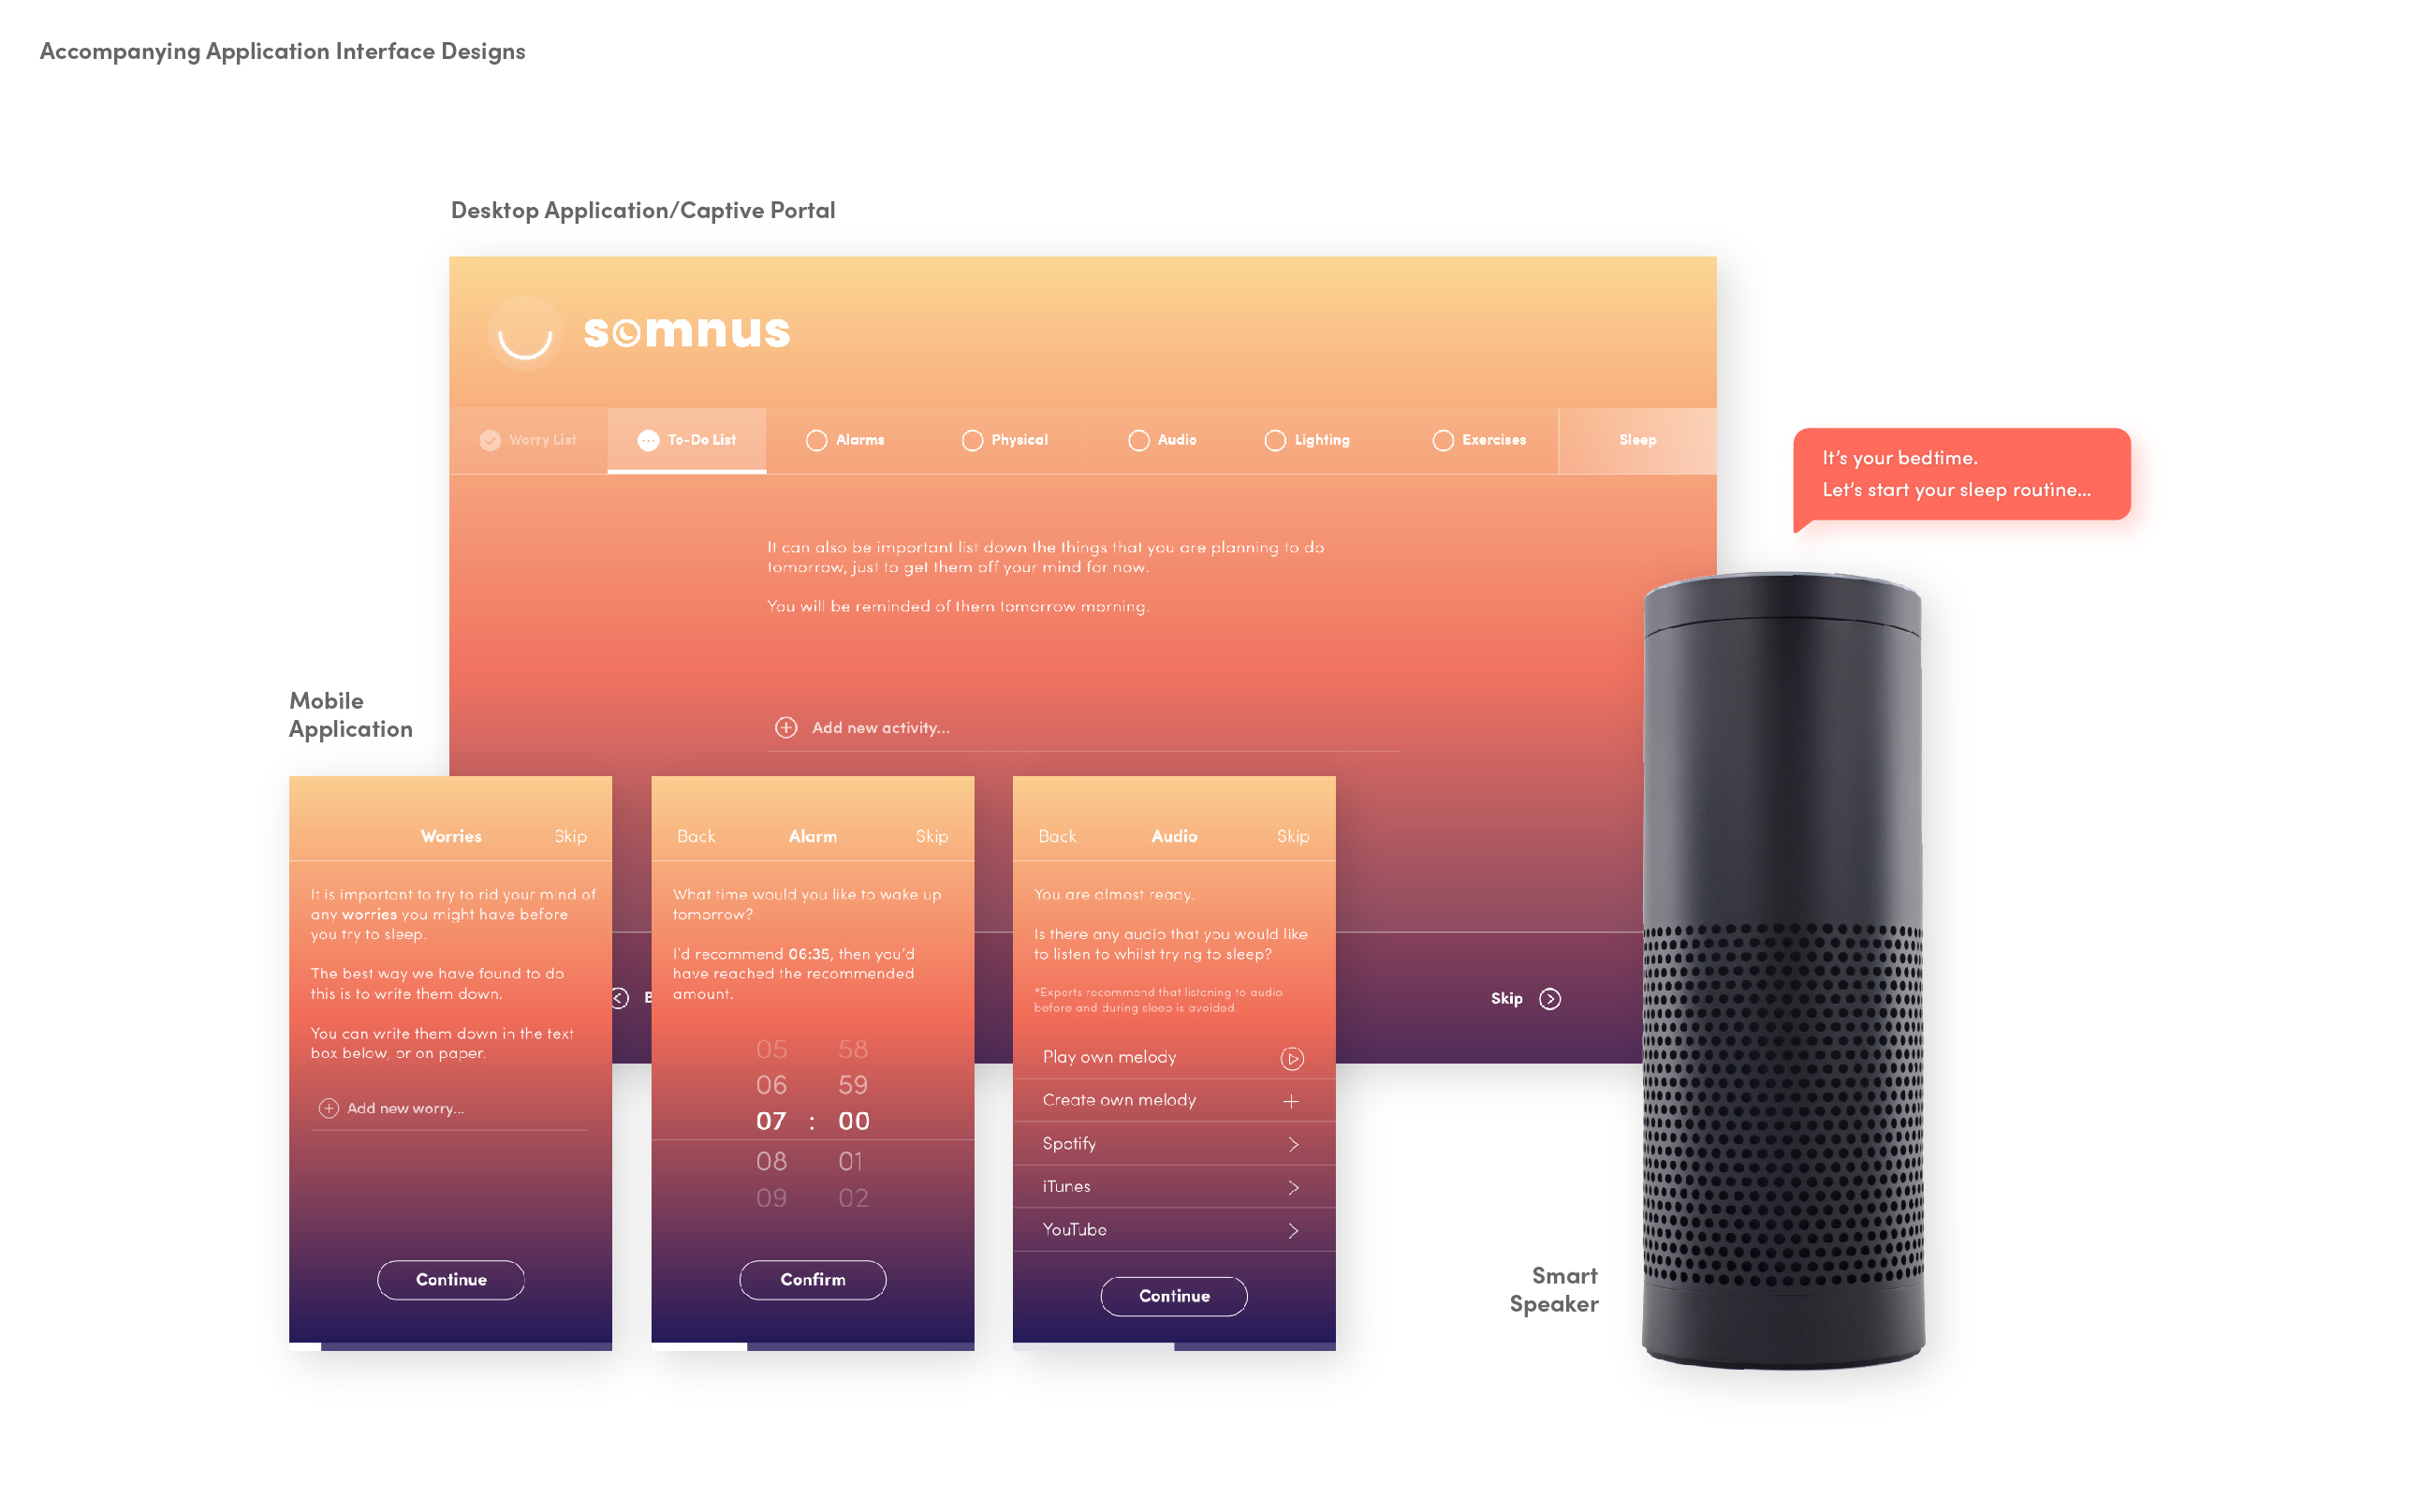 Accompanying Application Interface Designs
Desktop Application/Captive Portal
somnus
Worry List
To-Do List
Alarms
Physical
Audio
Lighting
Exercises
Sleep
It can also be important list down the things that you are planning to do
tomorrow, just to get them off your mind for now.
You will be reminded of them tomorrow morning.
Add new activity...
B
Skip
It's your bedtime.
Let's start your sleep routine...
Mobile
Application
Worries
Skip
It is important to try to rid your mind of
any worries you might have before
you try to sleep.
The best way we have found to do
this is to write them down.
You can write them down in the text
box below, or on paper.
Add new worry...
Continue
Back
Alarm
Skip
What time would you like to wake up
tomorrow?
I'd recommend 06:35, then you'd
have reached the recommended
amount.
05 58
06 59
07 : 00
08 01
09 02
Confirm
Back
Audio
Skip
You are almost ready.
Is there any audio that you would like
to listen to whilst trying to sleep?
*Experts recommnd that listening to audio
before and during sleep is avoided.
Play own melody
Create own melody
Spotify
iTunes
YouTube
Continue
Smart
Speaker